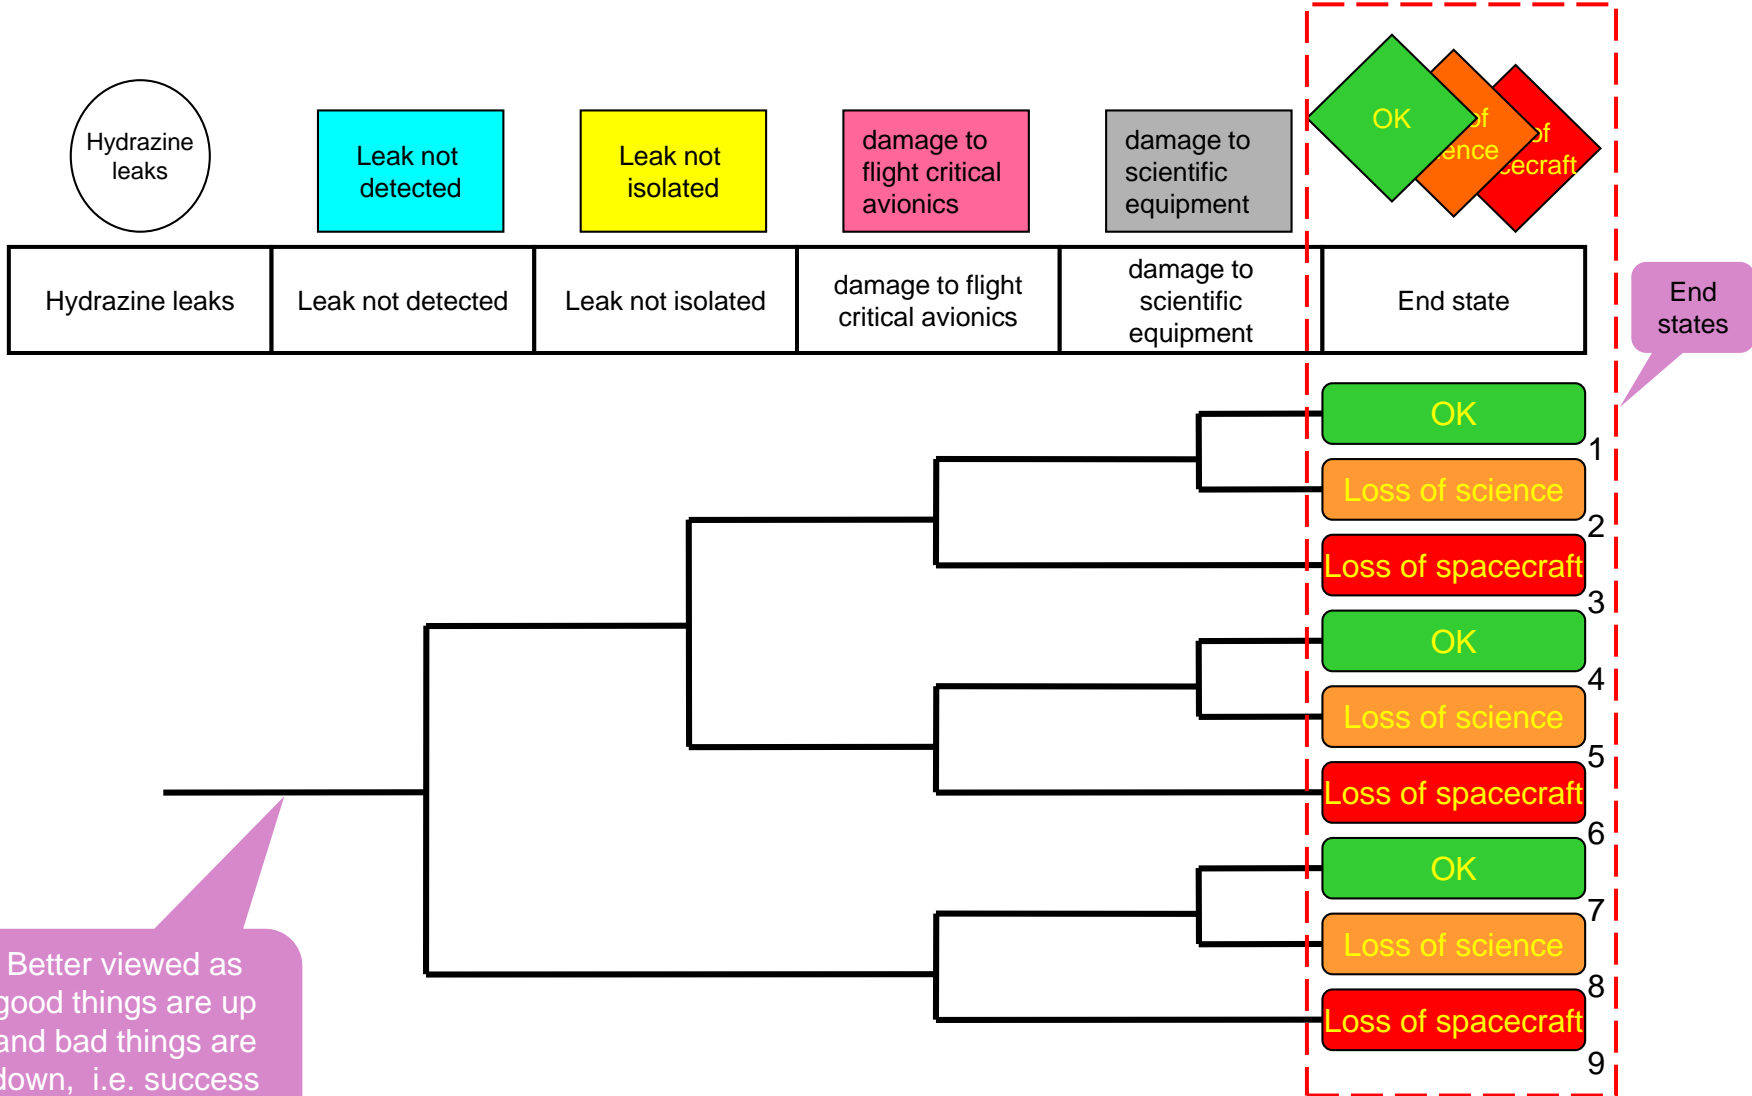 Hydrazine
leaks
Leak not
detected
Leak not
isolated
damage to
flight critical
avionics
damage to
scientific
equipment
OK
of
ence
of
cecraft
Hydrazine leaks
Leak not detected
Leak not isolated
damage to flight
critical avionics
damage to
scientific
equipment
End state
End
states
OK
1
Loss of science
2
Loss of spacecraft
3
OK
4
Loss of science
5
Loss of spacecraft
6
OK
7
Loss of science
8
Loss of spacecraft
9
Better viewed as
good things are up
and bad things are
down, i.e. success